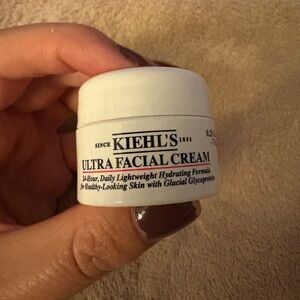 SINCE KIEHL'S 1851
ULTRA FACIAL CREAM
24-Hour, Daily Lightweight Hydrating Formula
for Healthy-Looking Skin with Glacial Glycoprotein